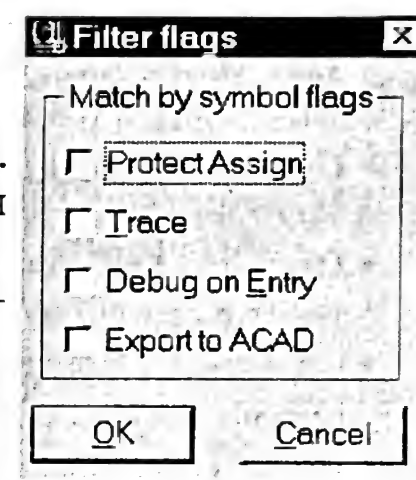 Filter flags
Match by symbol flags
Protect Assign
Trace
Debug on Entry
Export to ACAD
OK
Cancel